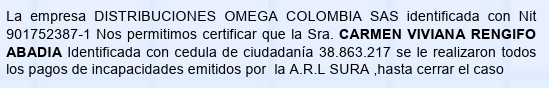 La empresa DISTRIBUCIONES OMEGA COLOMBIA SAS identificada con Nit
901752387-1 Nos permitimos certificar que la Sra. CARMEN VIVIANA RENGIFO
ABADIA Identificada con cedula de ciudadanía 38.863.217 se le realizaron todos
los pagos de incapacidades emitidos por la A.R.L SURA ,hasta cerrar el caso